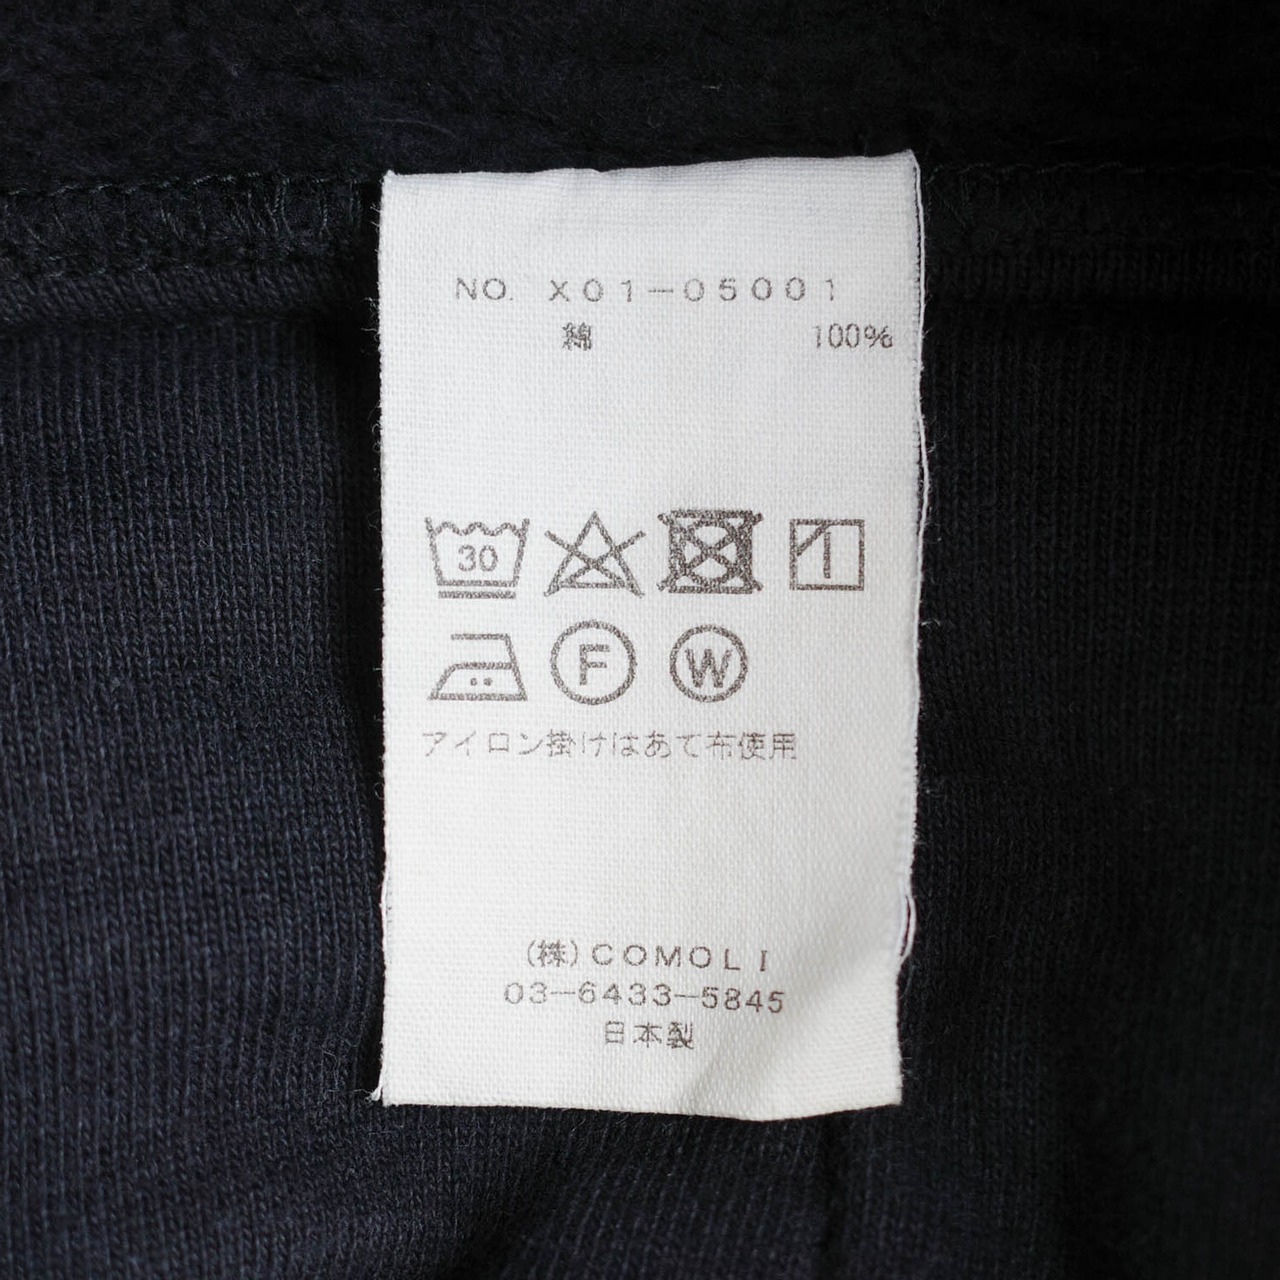 NO. X01-05001
綿 100%
30
F W
アイロン掛けはあて布使用
(株)COMOLI
03-6433-5845
日本製